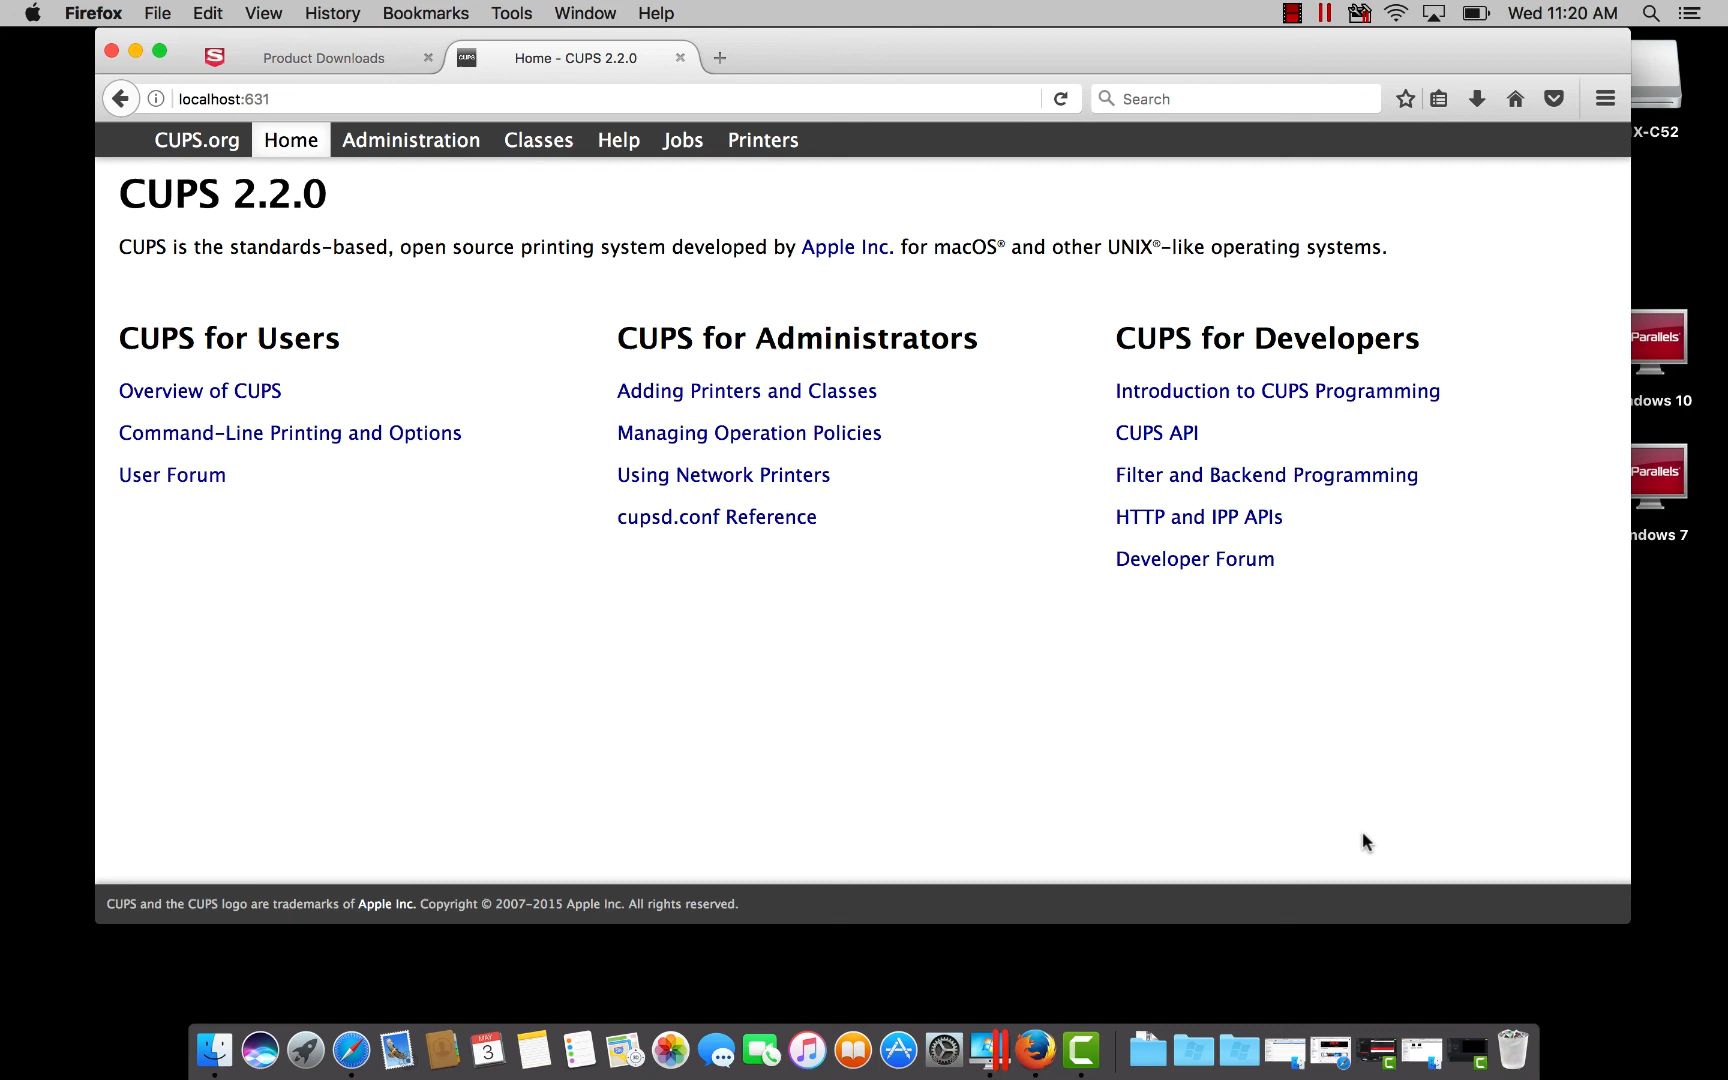 Firefox File Edit View History Bookmarks Tools Window Help Wed 11:20 AM
Product Downloads
CUPS
Home - CUPS 2.2.0
localhost:631
Search
X-C52
CUPS.org Home Administration Classes Help Jobs Printers
CUPS 2.2.0
CUPS is the standards-based, open source printing system developed by Apple Inc. for macOS® and other UNIX®-like operating systems.
CUPS for Users
Overview of CUPS
Command-Line Printing and Options
User Forum
CUPS for Administrators
Adding Printers and Classes
Managing Operation Policies
Using Network Printers
cupsd.conf Reference
CUPS for Developers
Introduction to CUPS Programming
CUPS API
Filter and Backend Programming
HTTP and IPP APIs
Developer Forum
Parallels
dows 10
Parallels
ndows 7
CUPS and the CUPS logo are trademarks of Apple Inc. Copyright © 2007-2015 Apple Inc. All rights reserved.
MAY
3